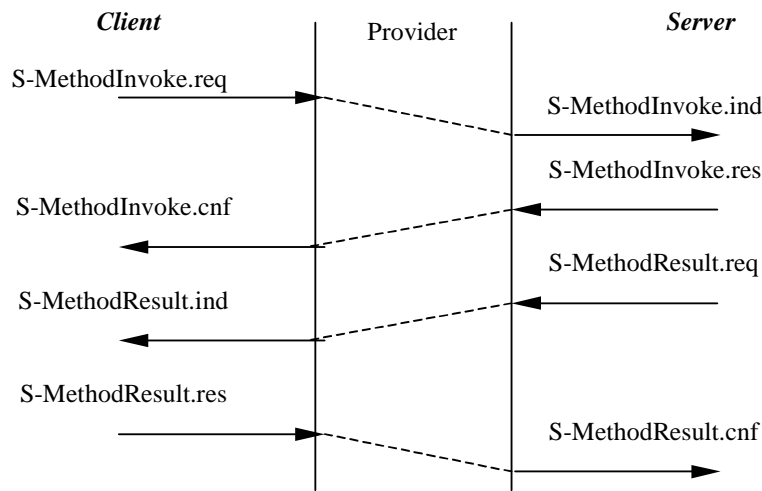 Client
Provider
Server
S-MethodInvoke.req
S-MethodInvoke.ind
S-MethodInvoke.res
S-MethodInvoke.cnf
S-MethodResult.req
S-MethodResult.ind
S-MethodResult.res
S-MethodResult.cnf